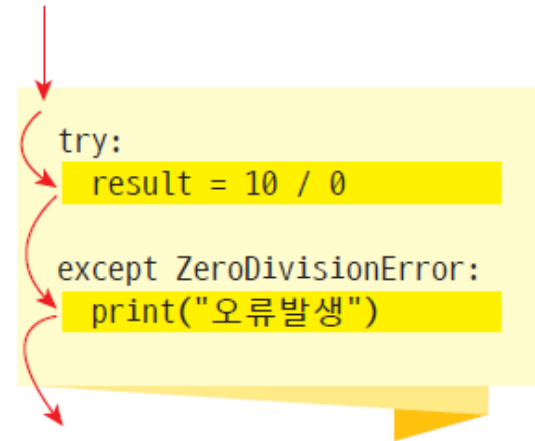 try:
result = 10 / 0
except ZeroDivisionError:
print("오류발생")